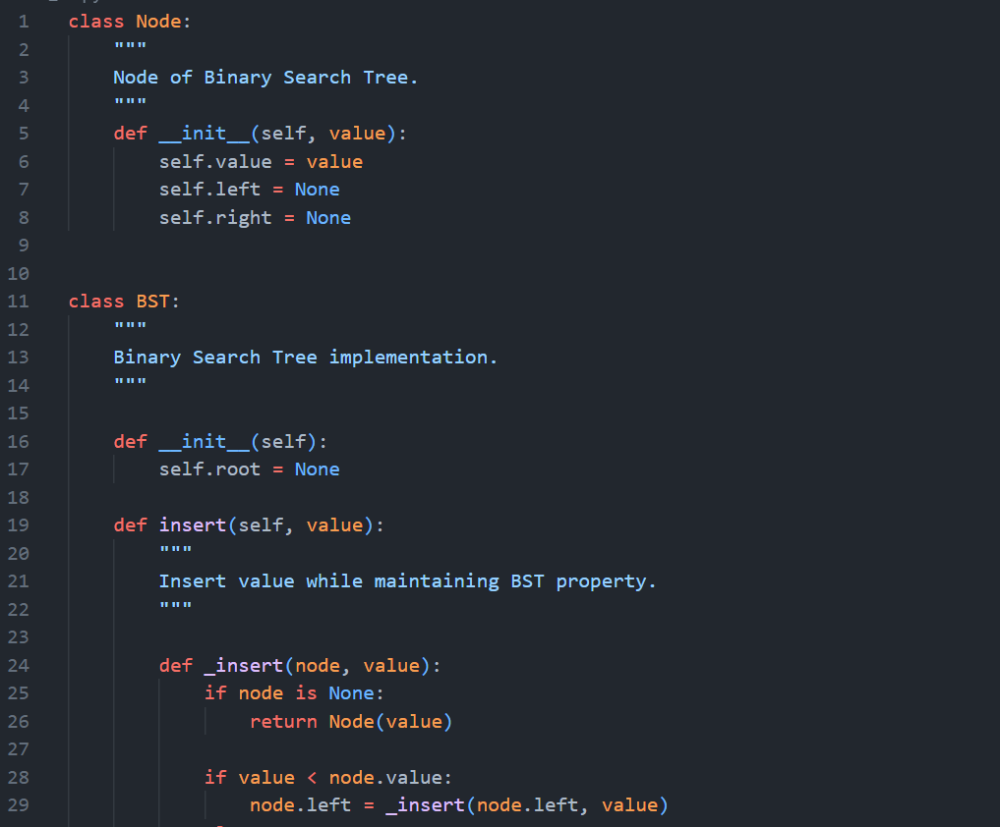 1 class Node:
2 """
3 Node of Binary Search Tree.
4 """
5 def __init__(self, value):
6 self.value = value
7 self.left = None
8 self.right = None
9
10
11 class BST:
12 """
13 Binary Search Tree implementation.
14 """
15
16 def __init__(self):
17 self.root = None
18
19 def insert(self, value):
20 """
21 Insert value while maintaining BST property.
22 """
23
24 def _insert(node, value):
25 if node is None:
26 return Node(value)
27
28 if value < node.value:
29 node.left = _insert(node.left, value)